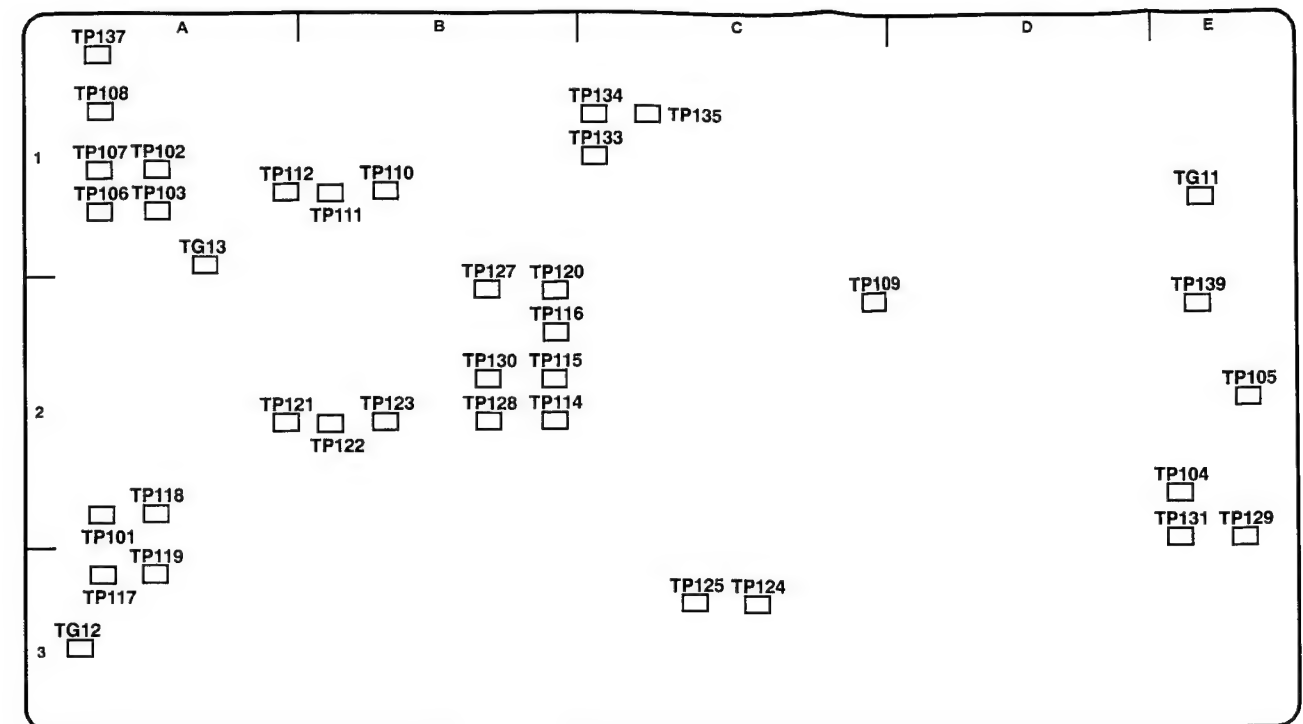 A B C D E
TP137
TP108
TP134
TP135
TP133
1
TP107 TP102
TP112
TP110
TP106 TP103
TP111
TG11
TG13
TP127 TP120
TP109
TP139
TP116
TP130 TP115
TP105
2
TP121
TP123
TP128 TP114
TP122
TP104
TP118
TP101
TP131 TP129
TP119
TP117
TP125 TP124
TG12
3